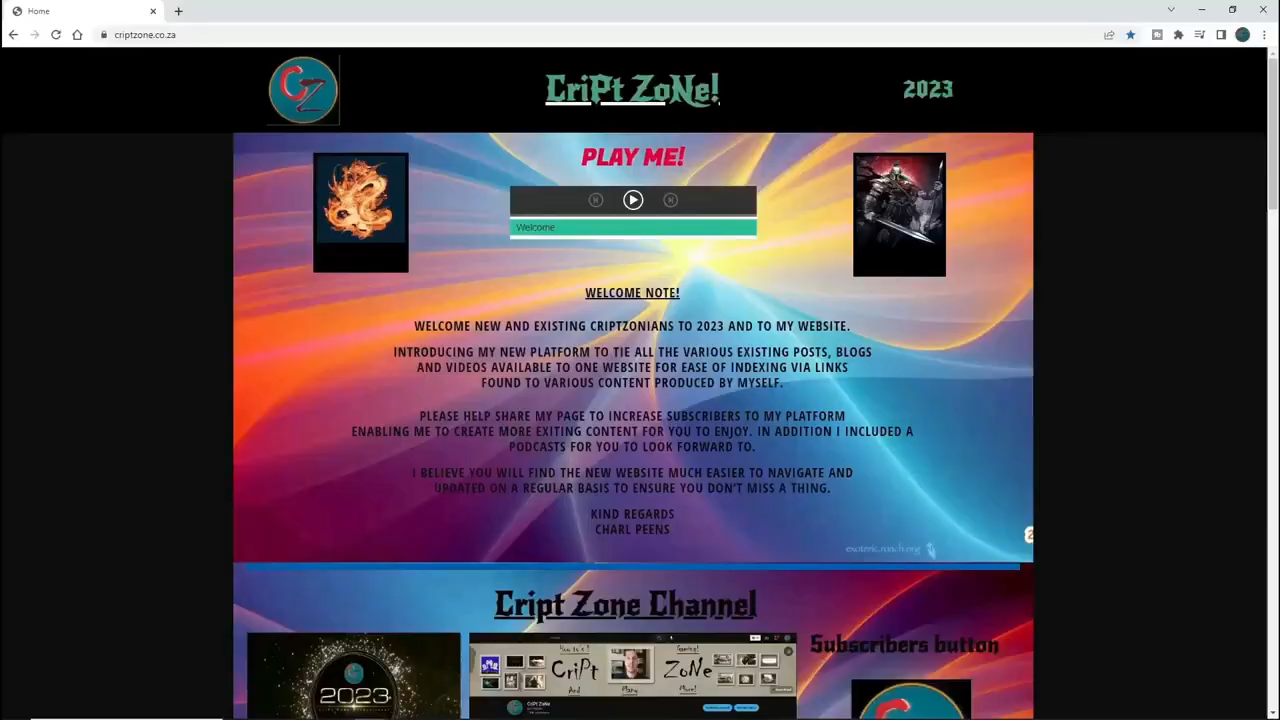 Home
criptzone.co.za
CZ
CriPt ZoNe!
2023
PLAY ME!
Welcome
WELCOME NOTE!
WELCOME NEW AND EXISTING CRIPTZONIANS TO 2023 AND TO MY WEBSITE.
INTRODUCING MY NEW PLATFORM TO TIE ALL THE VARIOUS EXISTING POSTS, BLOGS
AND VIDEOS AVAILABLE TO ONE WEBSITE FOR EASE OF INDEXING VIA LINKS
FOUND TO VARIOUS CONTENT PRODUCED BY MYSELF.
PLEASE HELP SHARE MY PAGE TO INCREASE SUBSCRIBERS TO MY PLATFORM
ENABLING ME TO CREATE MORE EXITING CONTENT FOR YOU TO ENJOY. IN ADDITION I INCLUDED A
PODCASTS FOR YOU TO LOOK FORWARD TO.
I BELIEVE YOU WILL FIND THE NEW WEBSITE MUCH EASIER TO NAVIGATE AND
UPDATED ON A REGULAR BASIS TO ENSURE YOU DON'T MISS A THING.
KIND REGARDS
CHARL PEENS
Cript Zone Channel
Subscribers button
2023
CriPt ZoNe
And More!
CriPt ZoNe